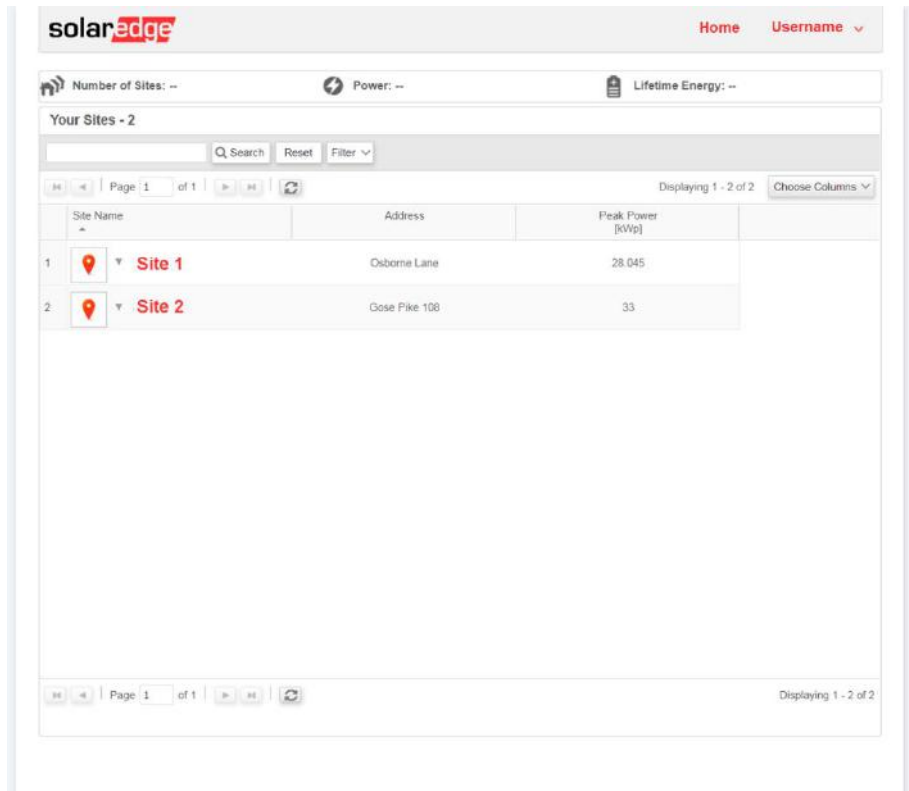 solaredge Home Username
Number of Sites: -- Power: -- Lifetime Energy: --
Your Sites - 2
Search Reset Filter
Page 1 of 1 Displaying 1 - 2 of 2 Choose Columns
Site Name Address Peak Power
[kWp]
1 Site 1 Osborne Lane 28.045
2 Site 2 Gose Pike 108 33
Page 1 of 1 Displaying 1 - 2 of 2